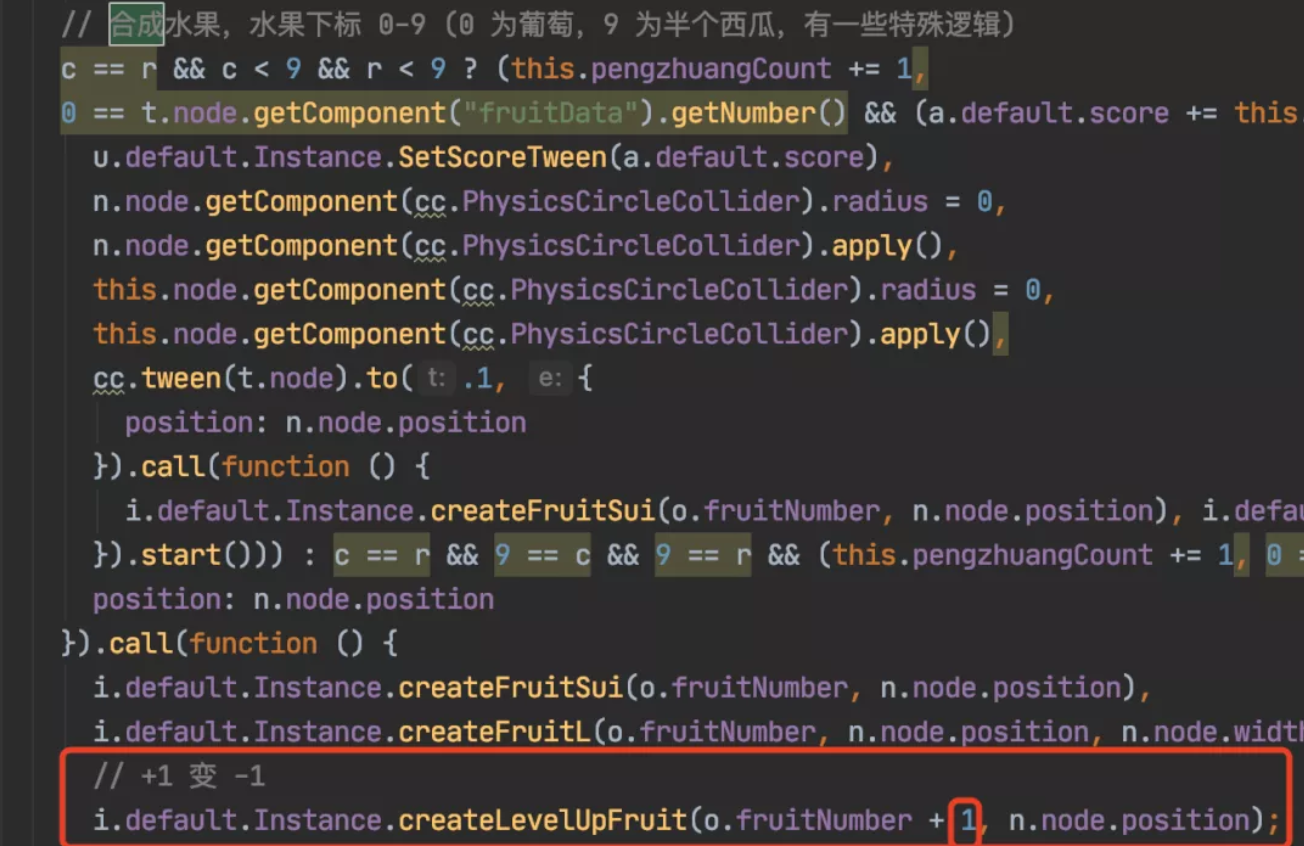 // 合成水果，水果下标 0-9（0 为葡萄，9 为半个西瓜，有一些特殊逻辑）
c == r && c < 9 && r < 9 ? (this.pengzhuangCount += 1,
0 == t.node.getComponent("fruitData").getNumber() && (a.default.score += this.
u.default.Instance.SetScoreTween(a.default.score),
n.node.getComponent(cc.PhysicsCircleCollider).radius = 0,
n.node.getComponent(cc.PhysicsCircleCollider).apply(),
this.node.getComponent(cc.PhysicsCircleCollider).radius = 0,
this.node.getComponent(cc.PhysicsCircleCollider).apply(),
cc.tween(t.node).to( t: .1, e: {
position: n.node.position
}).call(function () {
i.default.Instance.createFruitSui(o.fruitNumber, n.node.position), i.defau
}).start())) : c == r && 9 == c && 9 == r && (this.pengzhuangCount += 1, 0 =
position: n.node.position
}).call(function () {
i.default.Instance.createFruitSui(o.fruitNumber, n.node.position),
i.default.Instance.createFruitL(o.fruitNumber, n.node.position, n.node.width
// +1 变 -1
i.default.Instance.createLevelUpFruit(o.fruitNumber + 1, n.node.position);